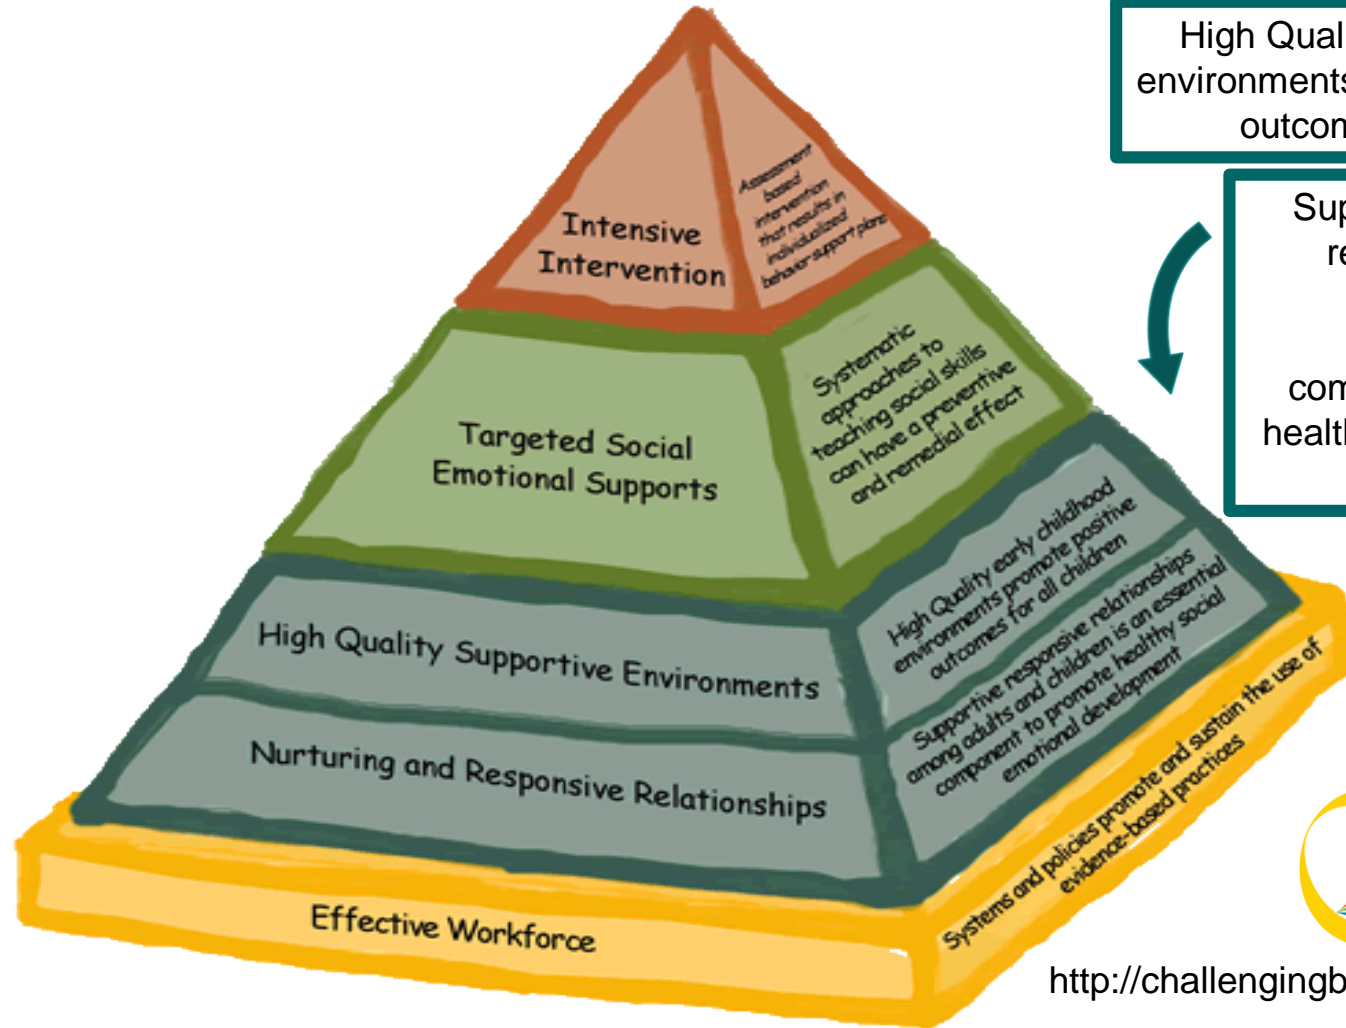 Intensive
Intervention
Assessment
based
intervention
that results in
individualized
behavior support plans
Targeted Social
Emotional Supports
Systematic
approaches to
teaching social skills
can have a preventive
and remedial effect
High Quality Supportive Environments
High Quality early childhood
environments promote positive
outcomes for all children
Nurturing and Responsive Relationships
Supportive responsive relationships
among adults and children is an essential
component to promote healthy social
emotional development
Effective Workforce
Systems and policies promote and sustain the use of
evidence-based practices
High Qual
environments
outcom
Sup
re
com
health
http://challengingb